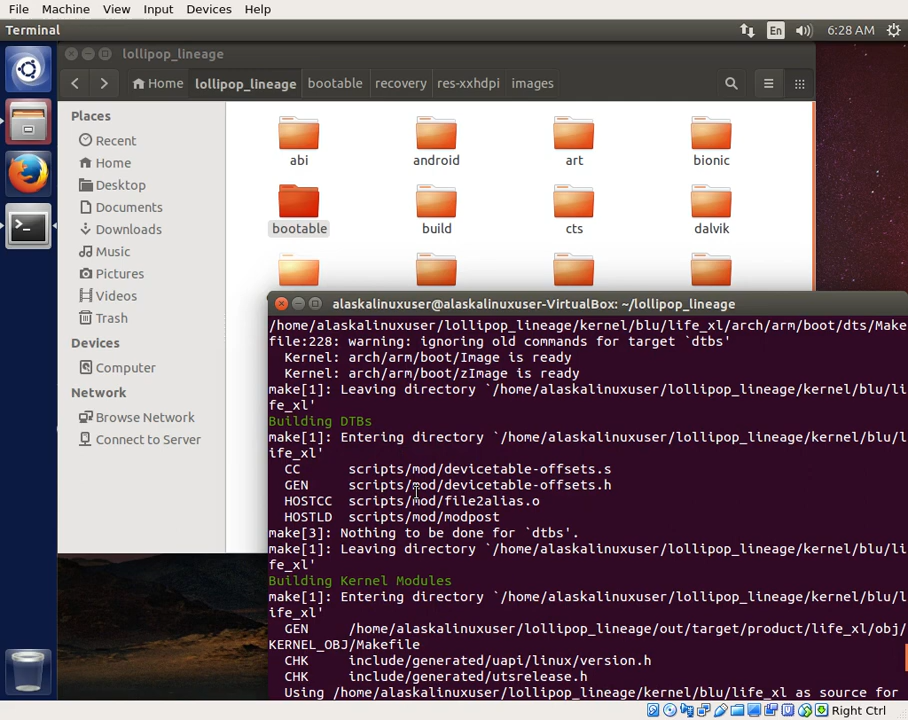 File Machine View Input Devices Help
Terminal En 6:28 AM
lollipop_lineage
Home lollipop_lineage bootable recovery res-xxhdpi images
Places
Recent
Home
Desktop
Documents
Downloads
Music
Pictures
Videos
Trash
Devices
Computer
Network
Browse Network
Connect to Server
abi android art bionic
bootable build cts dalvik
alaskalinuxuser@alaskalinuxuser-VirtualBox: ~/lollipop_lineage
/home/alaskalinuxuser/lollipop_lineage/kernel/blu/life_xl/arch/arm/boot/dts/Make
file:228: warning: ignoring old commands for target `dtbs'
Kernel: arch/arm/boot/Image is ready
Kernel: arch/arm/boot/zImage is ready
make[1]: Leaving directory `/home/alaskalinuxuser/lollipop_lineage/kernel/blu/li
fe_xl'
Building DTBs
make[1]: Entering directory `/home/alaskalinuxuser/lollipop_lineage/kernel/blu/l
ife_xl'
CC scripts/mod/devicetable-offsets.s
GEN scripts/mod/devicetable-offsets.h
HOSTCC scripts/mod/file2alias.o
HOSTLD scripts/mod/modpost
make[3]: Nothing to be done for `dtbs'.
make[1]: Leaving directory `/home/alaskalinuxuser/lollipop_lineage/kernel/blu/li
fe_xl'
Building Kernel Modules
make[1]: Entering directory `/home/alaskalinuxuser/lollipop_lineage/kernel/blu/l
ife_xl'
GEN /home/alaskalinuxuser/lollipop_lineage/out/target/product/life_xl/obj/
KERNEL_OBJ/Makefile
CHK include/generated/uapi/linux/version.h
CHK include/generated/utsrelease.h
Using /home/alaskalinuxuser/lollipop_lineage/kernel/blu/life_xl as source for
Right Ctrl